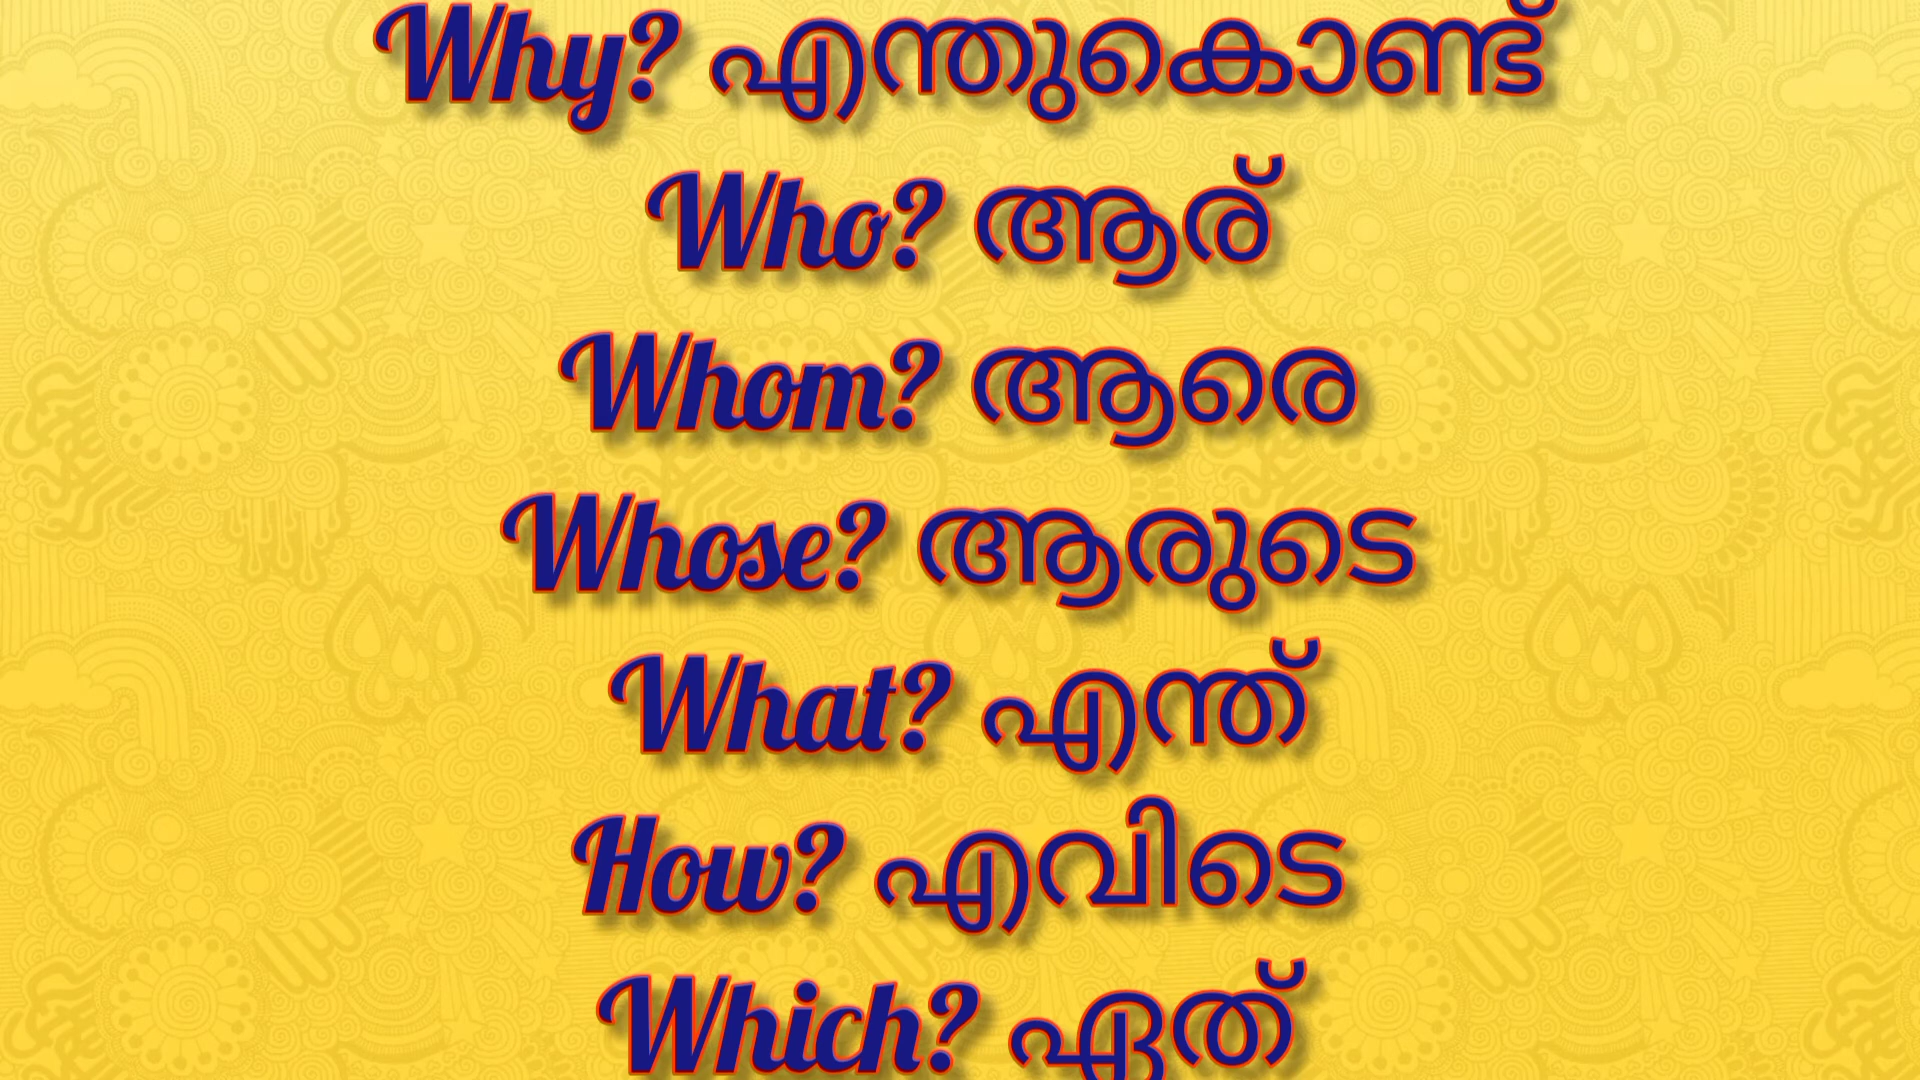 Why? എന്തുകൊണ്ട്
Who? ആര്
Whom? ആരെ
Whose? ആരുടെ
What? എന്ത്
How? എവിടെ
Which? ഏത്